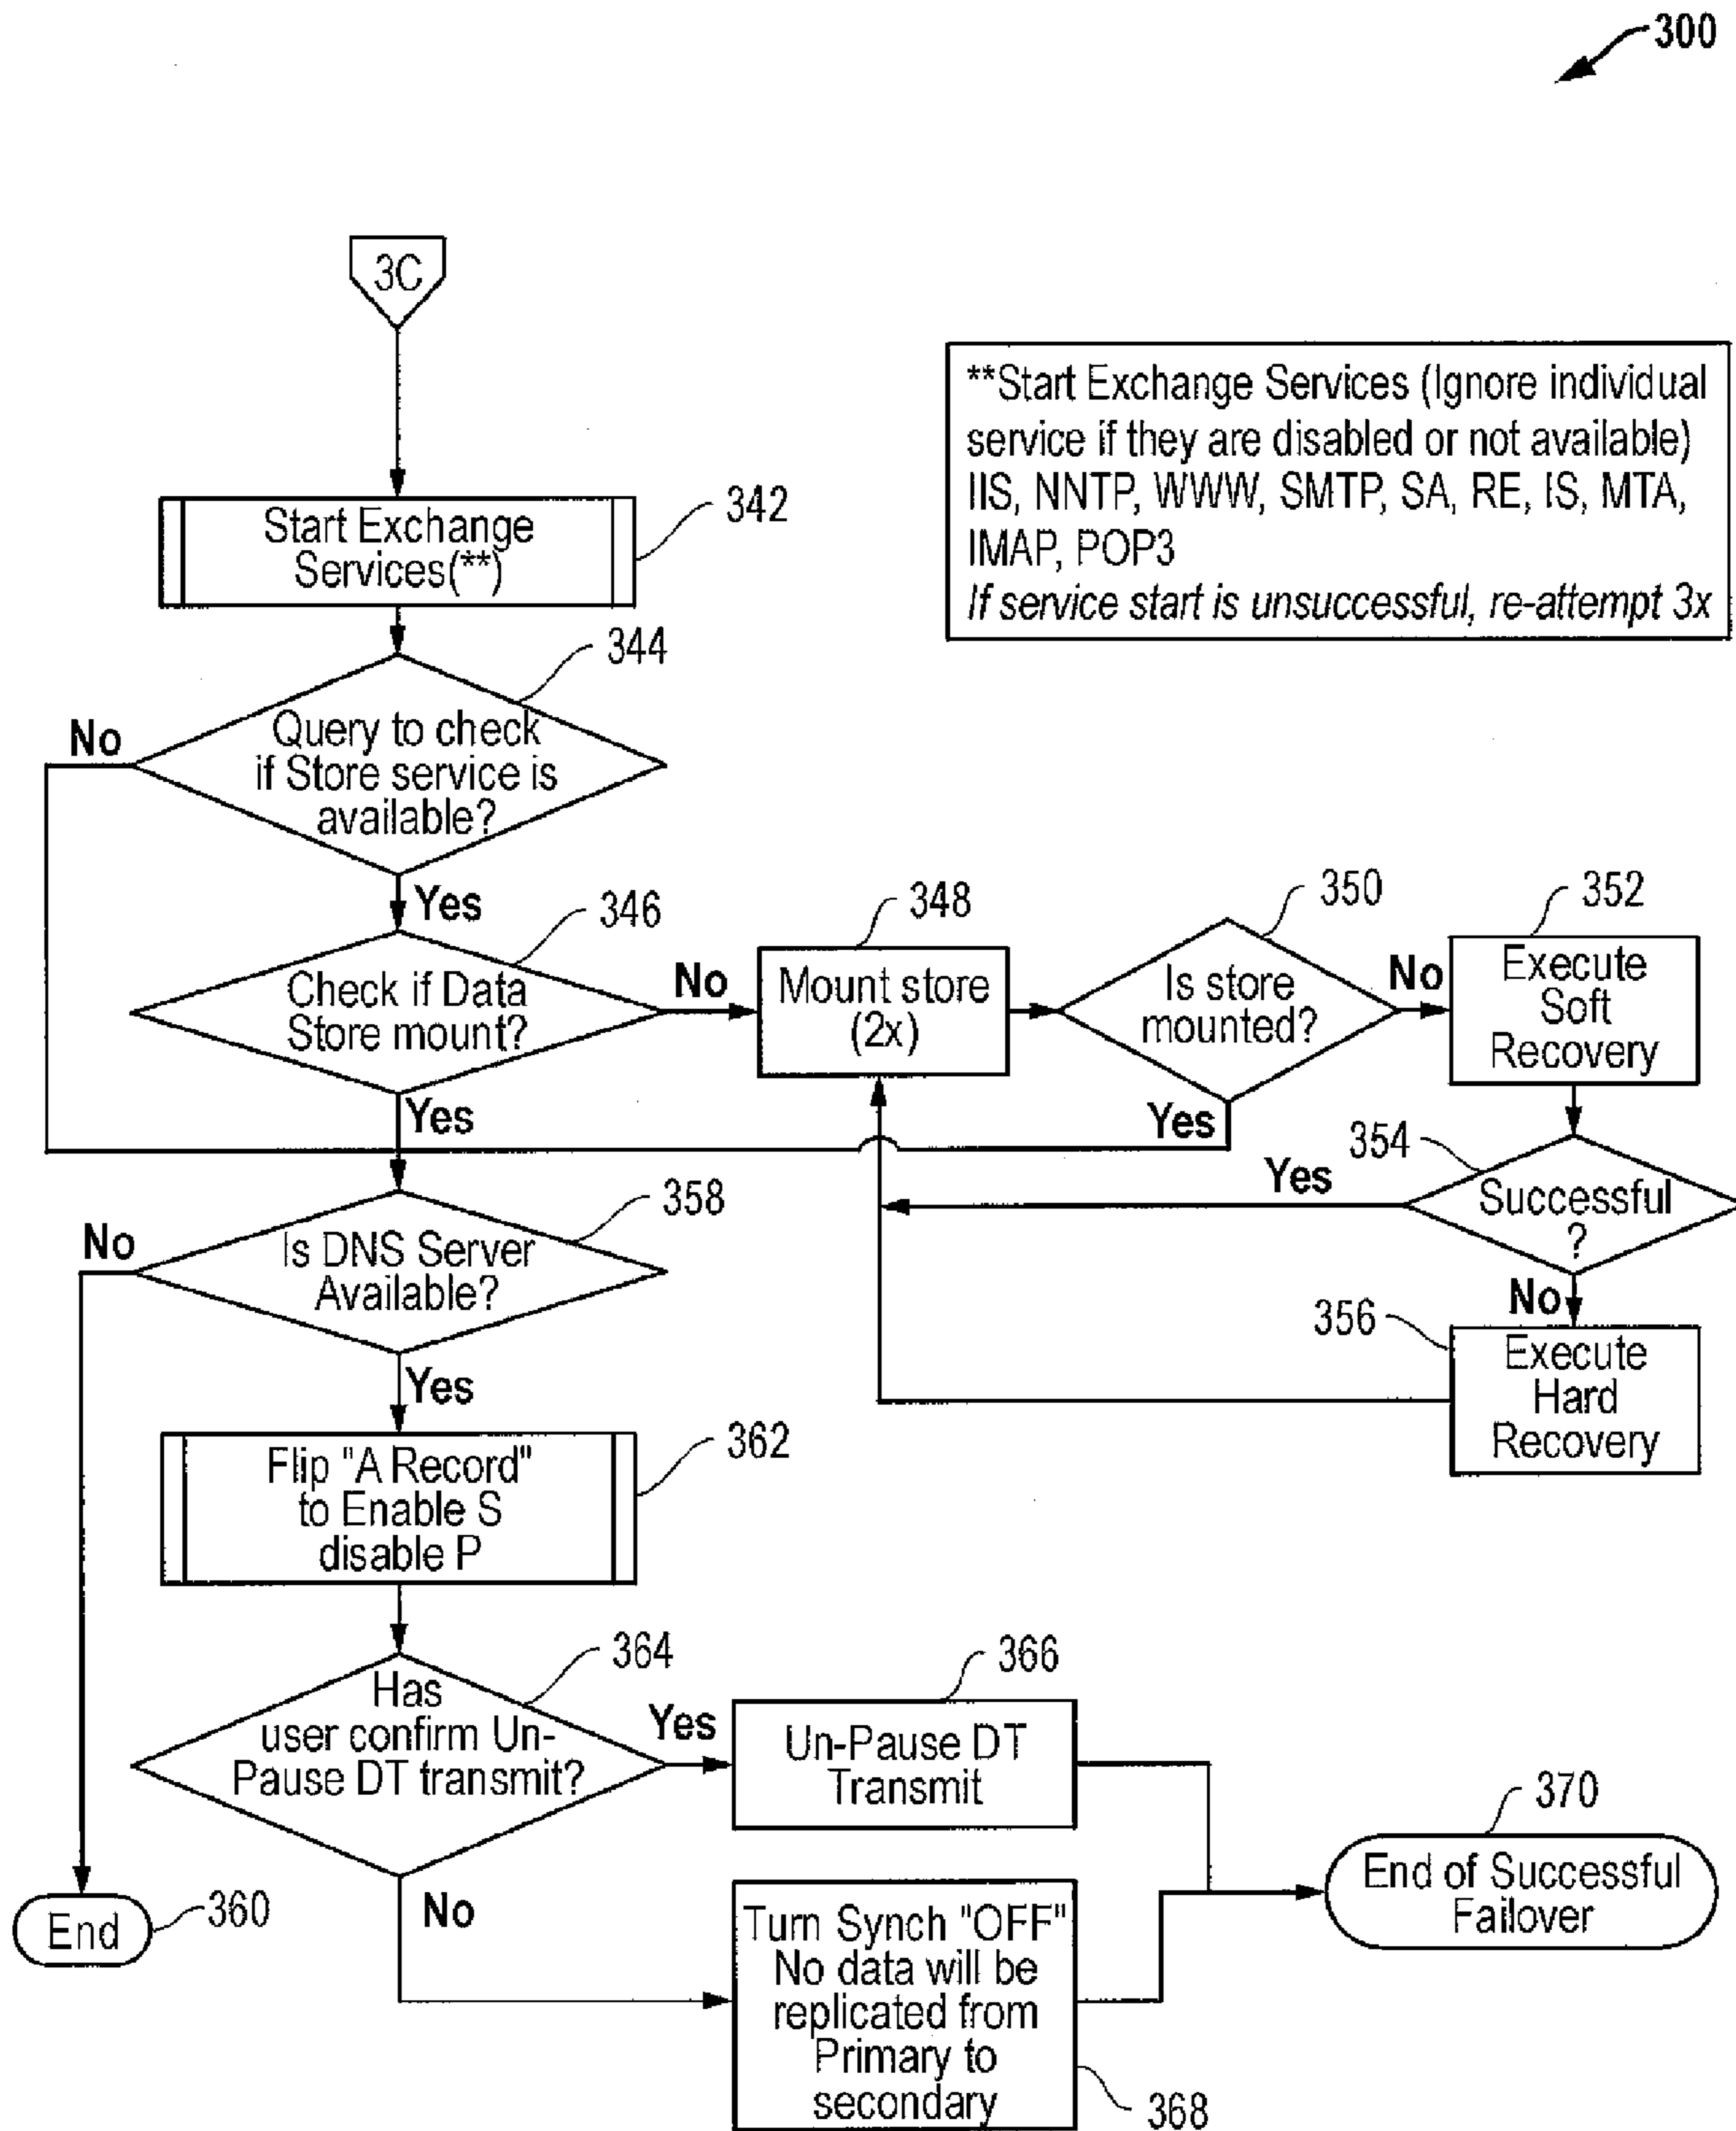 300
3C
**Start Exchange Services (Ignore individual
service if they are disabled or not available)
IIS, NNTP, WWW, SMTP, SA, RE, IS, MTA,
IMAP, POP3
If service start is unsuccessful, re-attempt 3x
Start Exchange
Services(**)
342
344
Query to check
if Store service is
available?
No
Yes
346
Check if Data
Store mount?
No
Yes
348
Mount store
(2x)
350
Is store
mounted?
No
Yes
352
Execute
Soft
Recovery
354
Successful
?
Yes
No
356
Execute
Hard
Recovery
358
Is DNS Server
Available?
No
Yes
362
Flip "A Record"
to Enable S
disable P
364
Has
user confirm Un-
Pause DT transmit?
Yes
No
366
Un-Pause DT
Transmit
370
End of Successful
Failover
End
360
Turn Synch "OFF"
No data will be
replicated from
Primary to
secondary
368